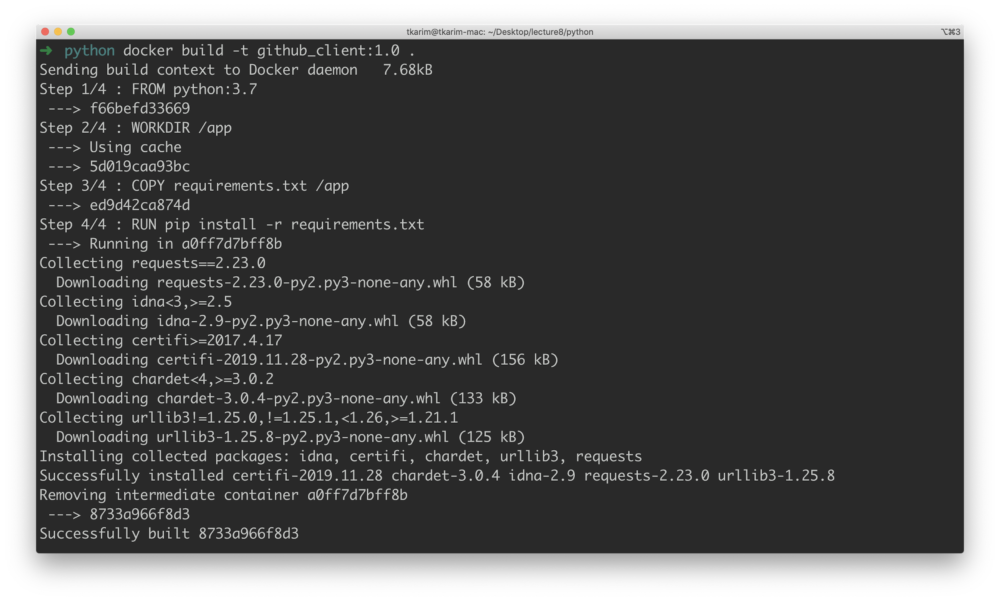 tkarim@tkarim-mac: ~/Desktop/lecture8/python
⌥⌘3
➜ python docker build -t github_client:1.0 .
Sending build context to Docker daemon   7.68kB
Step 1/4 : FROM python:3.7
 ---> f66befd33669
Step 2/4 : WORKDIR /app
 ---> Using cache
 ---> 5d019caa93bc
Step 3/4 : COPY requirements.txt /app
 ---> ed9d42ca874d
Step 4/4 : RUN pip install -r requirements.txt
 ---> Running in a0ff7d7bff8b
Collecting requests==2.23.0
  Downloading requests-2.23.0-py2.py3-none-any.whl (58 kB)
Collecting idna<3,>=2.5
  Downloading idna-2.9-py2.py3-none-any.whl (58 kB)
Collecting certifi>=2017.4.17
  Downloading certifi-2019.11.28-py2.py3-none-any.whl (156 kB)
Collecting chardet<4,>=3.0.2
  Downloading chardet-3.0.4-py2.py3-none-any.whl (133 kB)
Collecting urllib3!=1.25.0,!=1.25.1,<1.26,>=1.21.1
  Downloading urllib3-1.25.8-py2.py3-none-any.whl (125 kB)
Installing collected packages: idna, certifi, chardet, urllib3, requests
Successfully installed certifi-2019.11.28 chardet-3.0.4 idna-2.9 requests-2.23.0 urllib3-1.25.8
Removing intermediate container a0ff7d7bff8b
 ---> 8733a966f8d3
Successfully built 8733a966f8d3